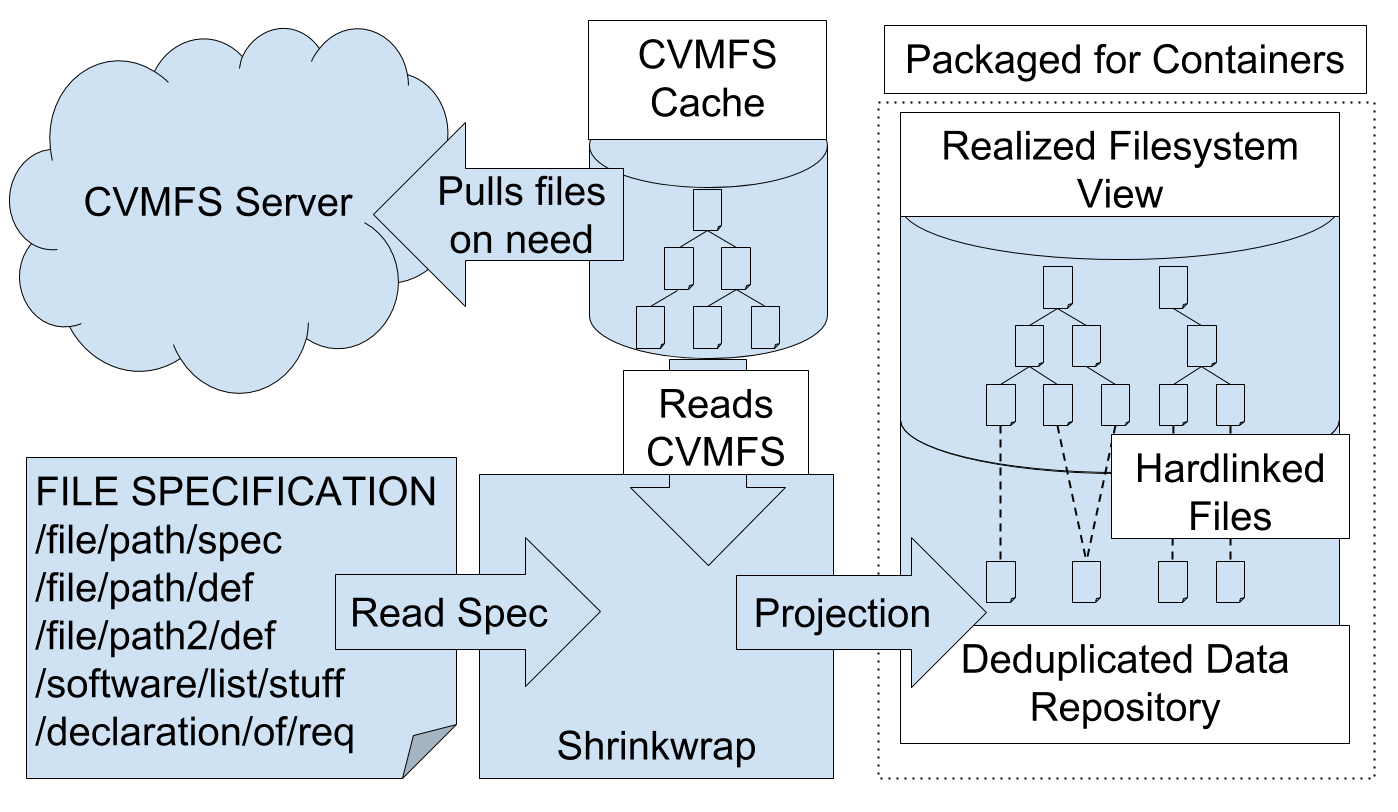 CVMFS Server
Pulls files
on need
CVMFS
Cache
Packaged for Containers
Realized Filesystem
View
Reads
CVMFS
Hardlinked
Files
FILE SPECIFICATION
/file/path/spec
/file/path/def
/file/path2/def
/software/list/stuff
/declaration/of/req
Read Spec
Shrinkwrap
Projection
Deduplicated Data
Repository